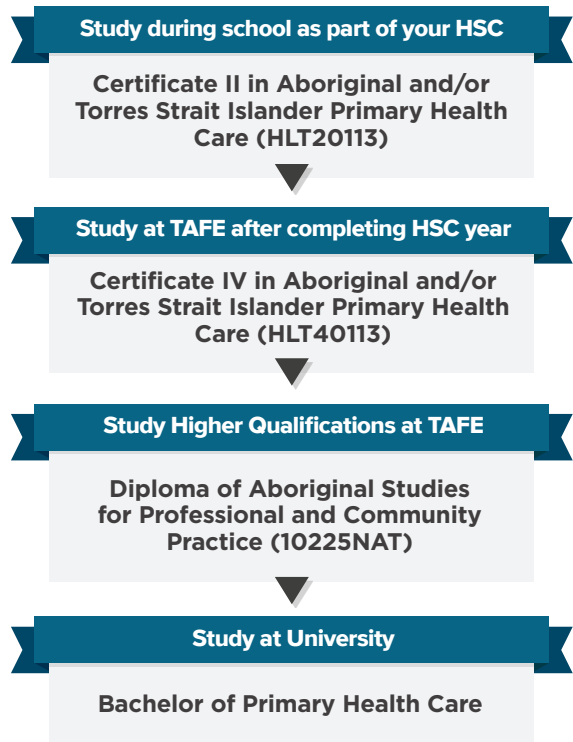 Study during school as part of your HSC
Certificate II in Aboriginal and/or
Torres Strait Islander Primary Health
Care (HLT20113)
Study at TAFE after completing HSC year
Certificate IV in Aboriginal and/or
Torres Strait Islander Primary Health
Care (HLT40113)
Study Higher Qualifications at TAFE
Diploma of Aboriginal Studies
for Professional and Community
Practice (10225NAT)
Study at University
Bachelor of Primary Health Care